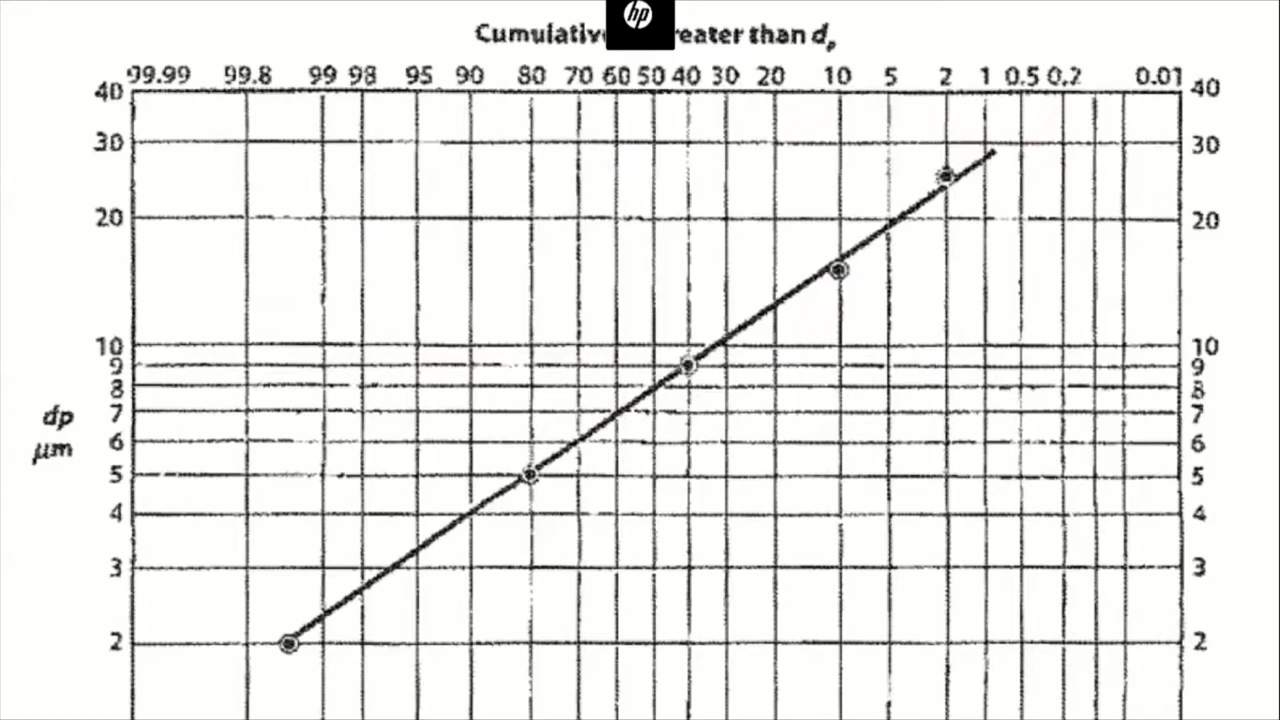 hp
Cumulative reater than dp
99.99 99.8 99 98 95 90 80 70 60 50 40 30 20 10 5 2 1 0.5 0.2 0.01
40 40
30 30
20 20
10 10
9 9
8 8
7 7
dp
6 6
μm
5 5
4 4
3 3
2 2